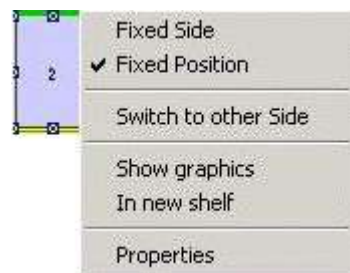 Fixed Side
2
Fixed Position
Switch to other Side
Show graphics
In new shelf
Properties